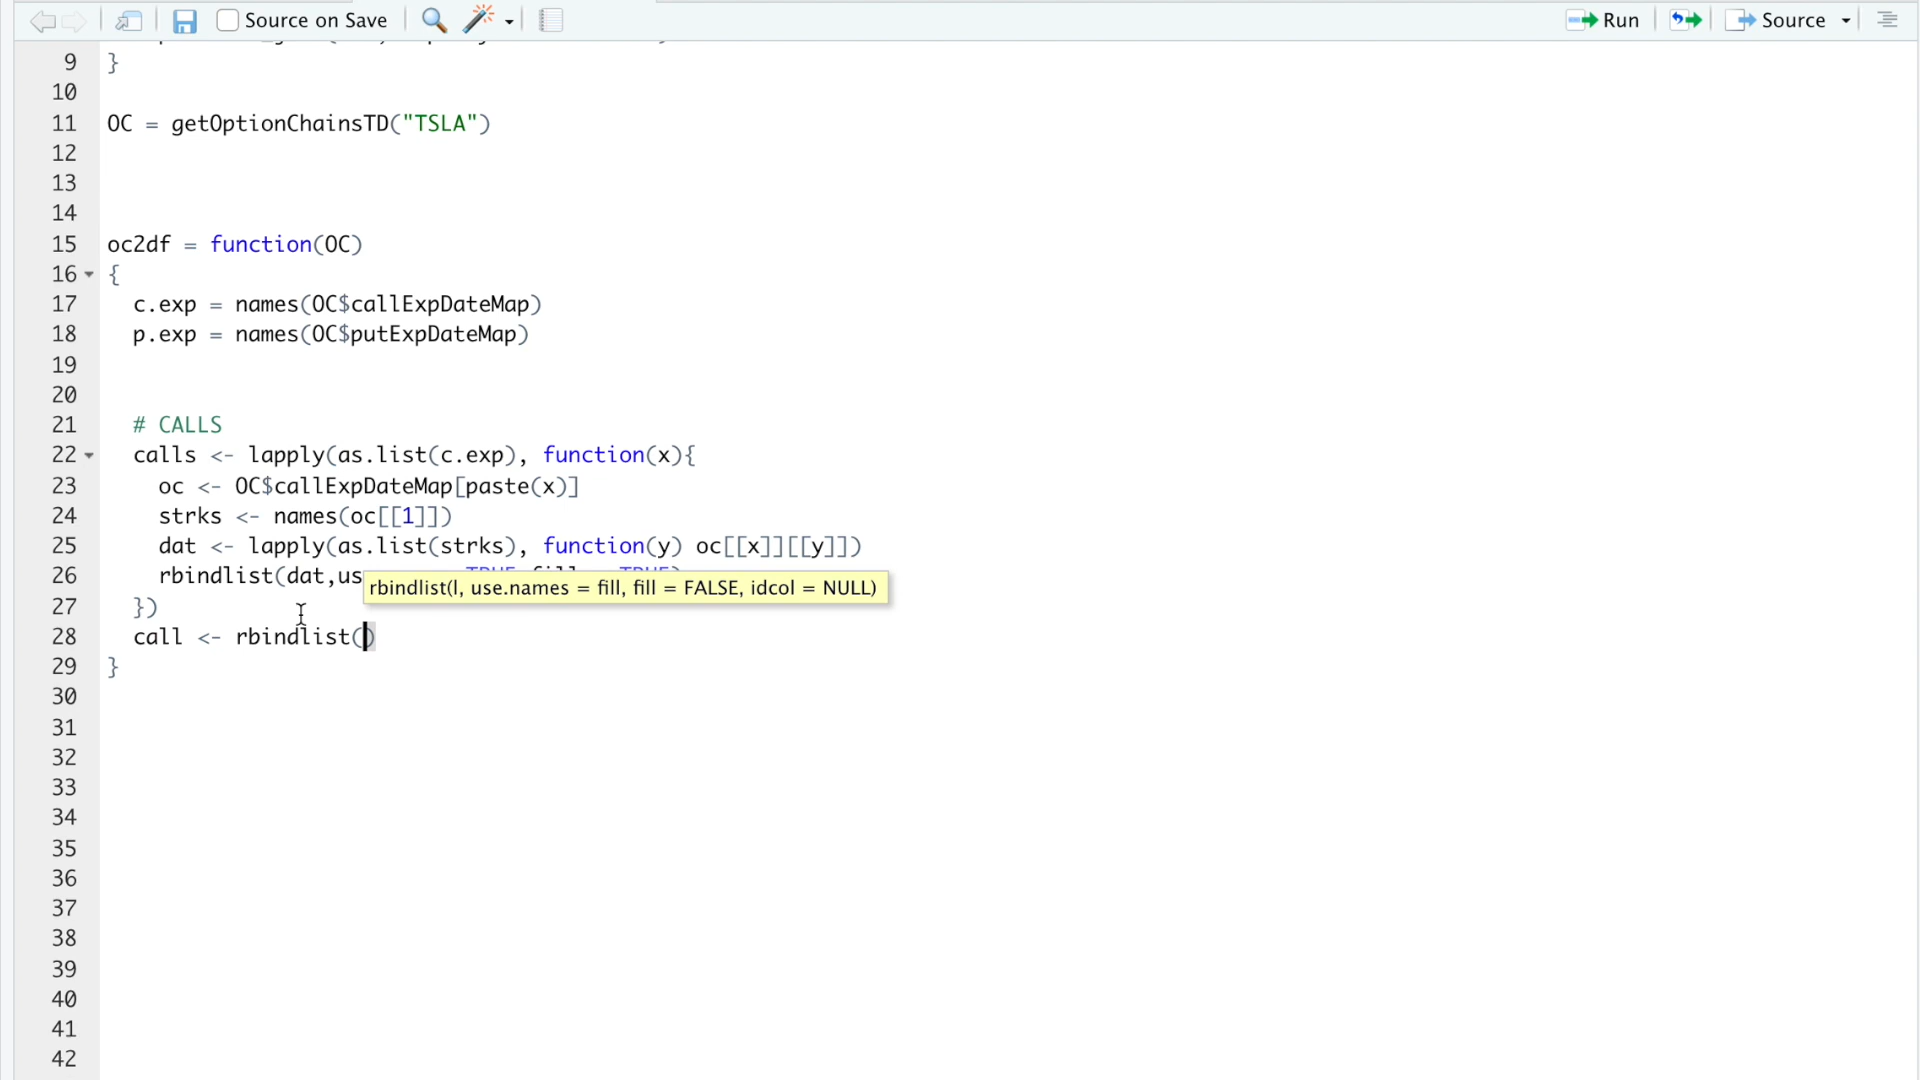 Source on Save
Run
Source
9 }
10
11 OC = getOptionChainsTD("TSLA")
12
13
14
15 oc2df = function(OC)
16 {
17 c.exp = names(OC$callExpDateMap)
18 p.exp = names(OC$putExpDateMap)
19
20
21 # CALLS
22 calls <- lapply(as.list(c.exp), function(x){
23 oc <- OC$callExpDateMap[paste(x)]
24 strks <- names(oc[[1]])
25 dat <- lapply(as.list(strks), function(y) oc[[x]][[y]])
26 rbindlist(dat,us
rbindlist(l, use.names = fill, fill = FALSE, idcol = NULL)
27 })
28 call <- rbindlist()
29 }
30
31
32
33
34
35
36
37
38
39
40
41
42